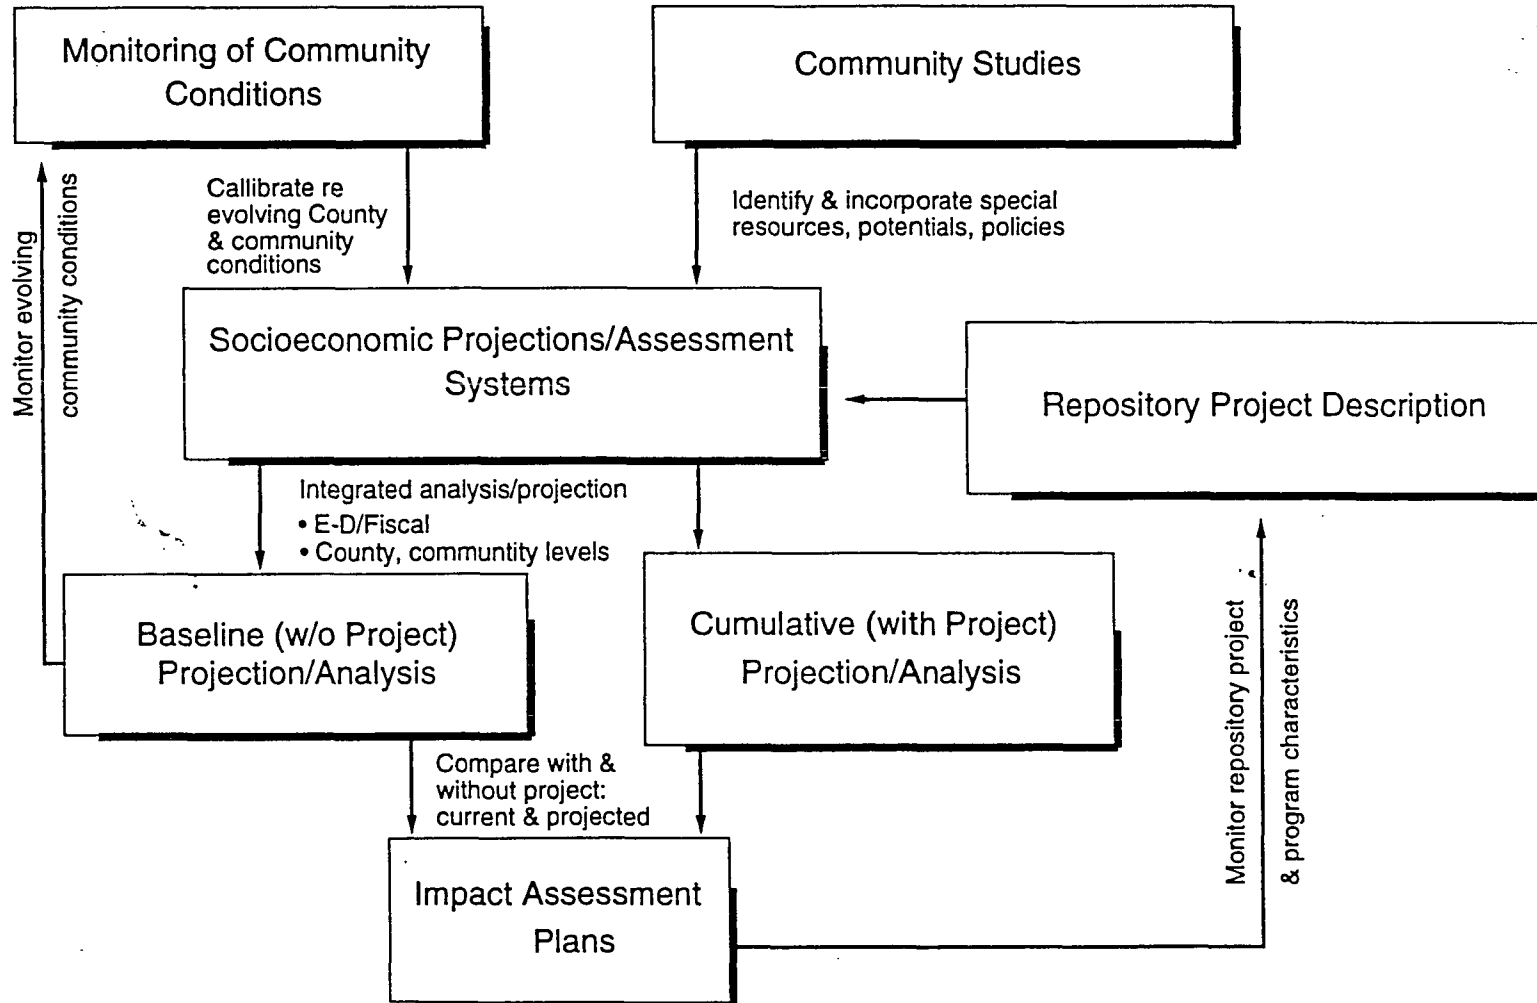 Monitoring of Community
Conditions
Community Studies
Monitor evolving
community conditions
Callibrate re
evolving County
& community
conditions
Identify & incorporate special
resources, potentials, policies
Socioeconomic Projections/Assessment
Systems
Repository Project Description
Integrated analysis/projection
• E-D/Fiscal
• County, communtity levels
Baseline (w/o Project)
Projection/Analysis
Cumulative (with Project)
Projection/Analysis
Monitor repository project
& program characteristics
Compare with &
without project:
current & projected
Impact Assessment
Plans